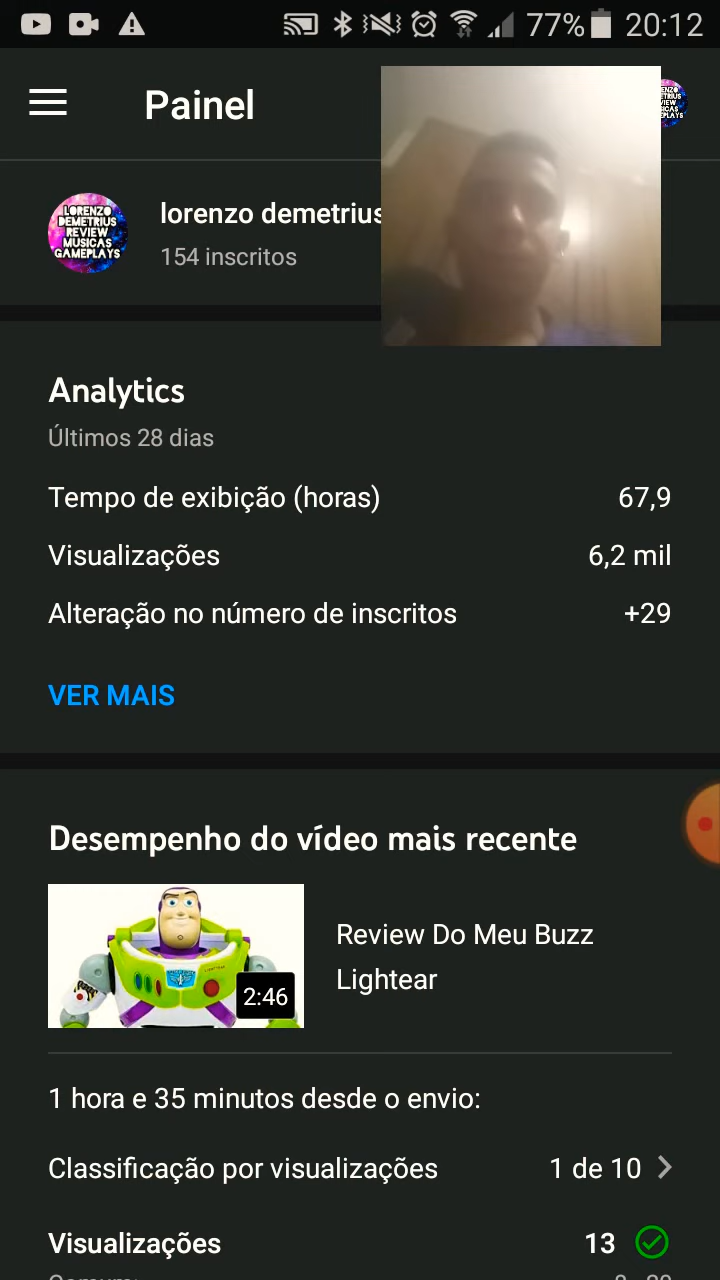 77% 20:12
Painel
LORENZO
DEMETRIUS
REVIEW
MUSICAS
GAMEPLAYS
lorenzo demetrius
154 inscritos
Analytics
Últimos 28 dias
Tempo de exibição (horas) 67,9
Visualizações 6,2 mil
Alteração no número de inscritos +29
VER MAIS
Desempenho do vídeo mais recente
2:46
Review Do Meu Buzz
Lightear
1 hora e 35 minutos desde o envio:
Classificação por visualizações 1 de 10
Visualizações 13